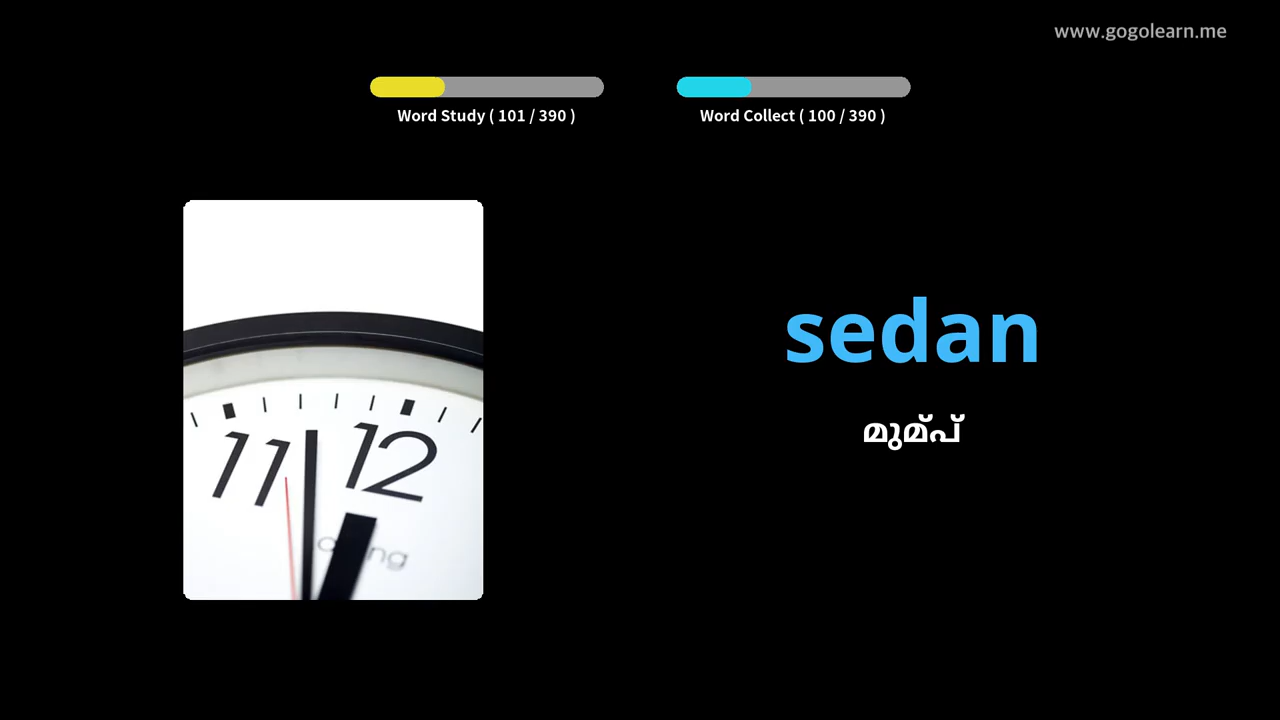 www.gogolearn.me
Word Study ( 101 / 390 )
Word Collect ( 100 / 390 )
11
12
sedan
മുമ്പ്